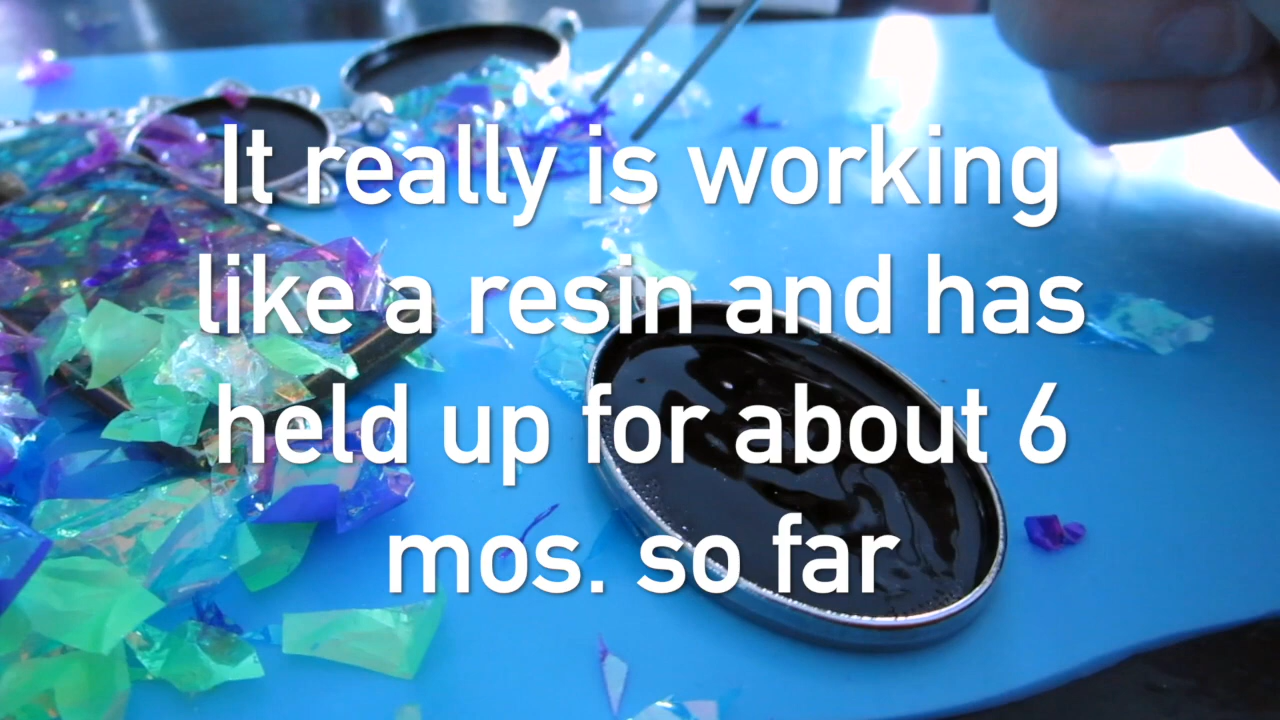 It really is working
like a resin and has
held up for about 6
mos. so far